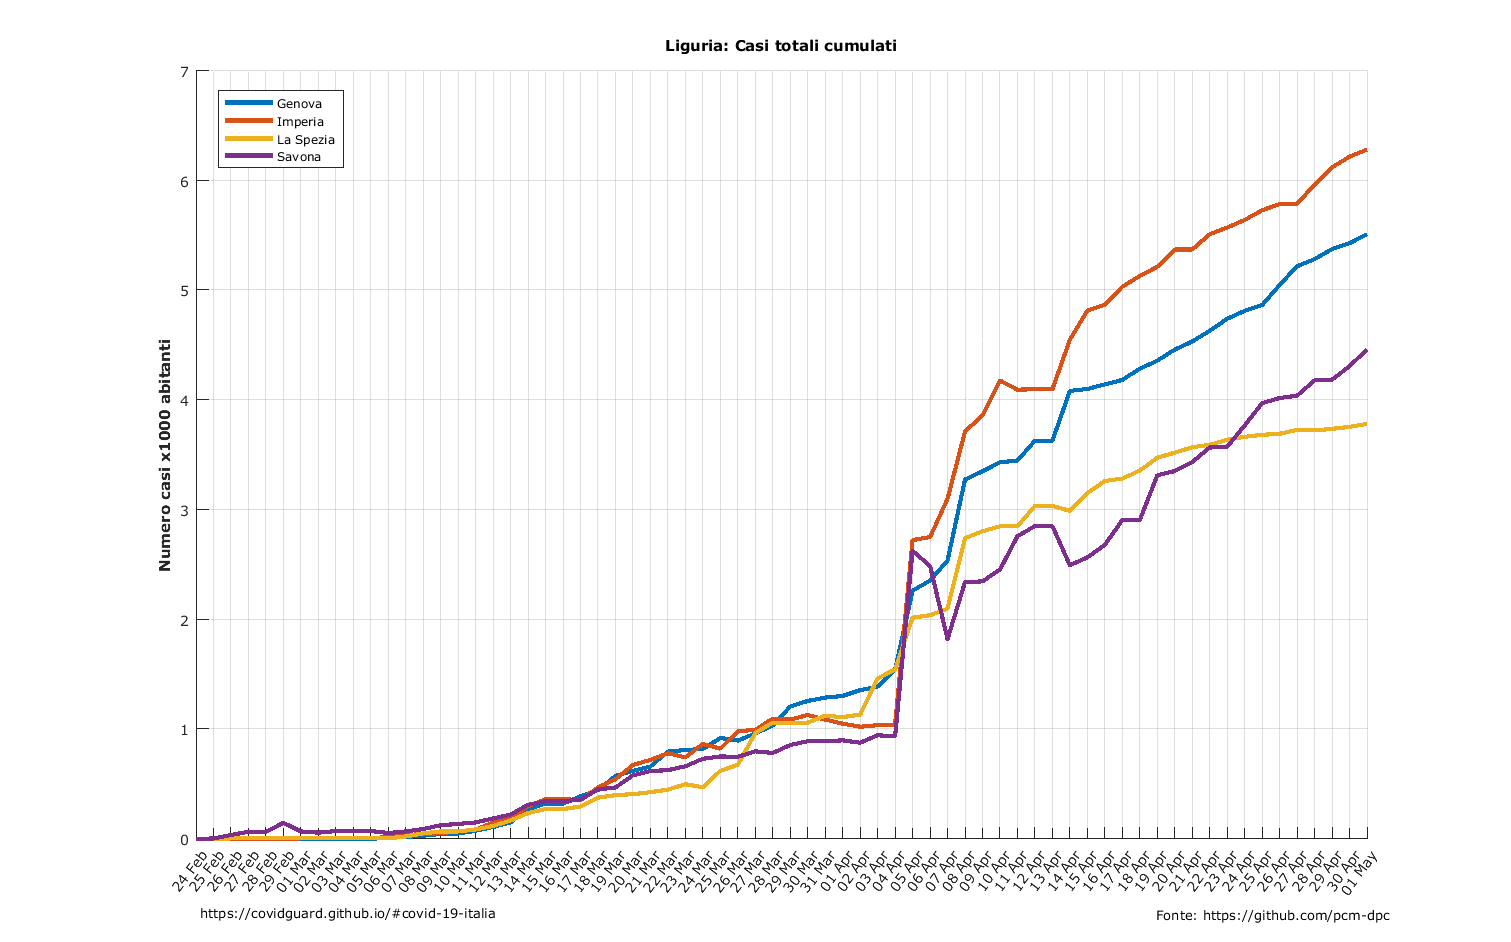 Liguria: Casi totali cumulati
7
6
5
4
3
2
1
0
Numero casi x1000 abitanti
Genova
Imperia
La Spezia
Savona
24 Feb
25 Feb
26 Feb
27 Feb
28 Feb
29 Feb
01 Mar
02 Mar
03 Mar
04 Mar
05 Mar
06 Mar
07 Mar
08 Mar
09 Mar
10 Mar
11 Mar
12 Mar
13 Mar
14 Mar
15 Mar
16 Mar
17 Mar
18 Mar
19 Mar
20 Mar
21 Mar
22 Mar
23 Mar
24 Mar
25 Mar
26 Mar
27 Mar
28 Mar
29 Mar
30 Mar
31 Mar
01 Apr
02 Apr
03 Apr
04 Apr
05 Apr
06 Apr
07 Apr
08 Apr
09 Apr
10 Apr
11 Apr
12 Apr
13 Apr
14 Apr
15 Apr
16 Apr
17 Apr
18 Apr
19 Apr
20 Apr
21 Apr
22 Apr
23 Apr
24 Apr
25 Apr
26 Apr
27 Apr
28 Apr
29 Apr
30 Apr
01 May
https://covidguard.github.io/#covid-19-italia
Fonte: https://github.com/pcm-dpc